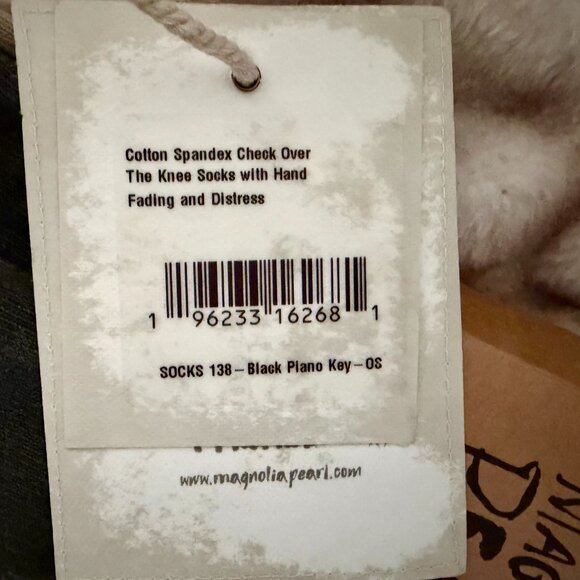 Cotton Spandex Check Over
The Knee Socks with Hand
Fading and Distress
1 96233 16268 1
SOCKS 138-Black Piano Key-OS
www.magnoliapearl.com